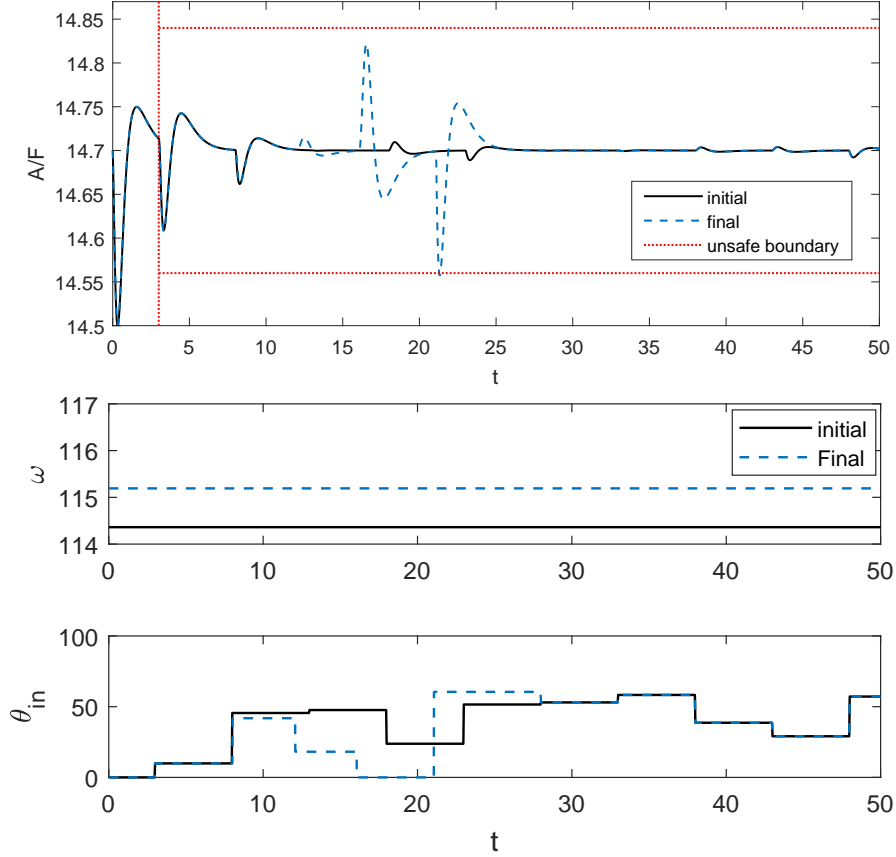 14.85
14.8
14.75
14.7
14.65
14.6
14.55
14.5
A/F
initial
final
unsafe boundary
0 5 10 15 20 25 30 35 40 45 50
t
117
116
115
114
ω
initial
Final
0 10 20 30 40 50
100
50
0
θin
0 10 20 30 40 50
t